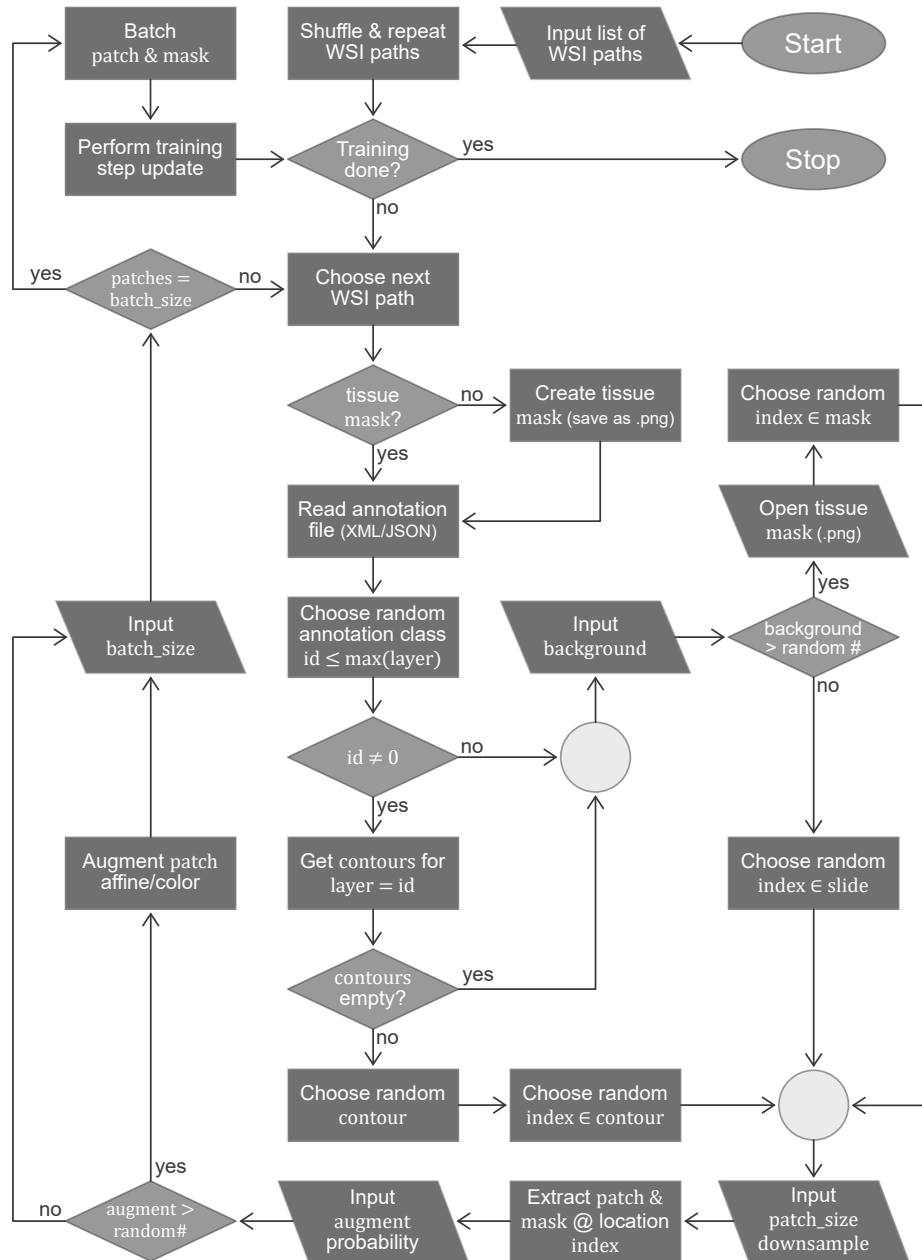 Batch
patch & mask
Shuffle & repeat
WSI paths
Input list of
WSI paths
Start
Perform training
step update
Training
done?
yes
Stop
no
yes
patches =
batch_size
no
Choose next
WSI path
tissue
mask?
no
Create tissue
mask (save as .png)
yes
Choose random
index ∈ mask
Read annotation
file (XML/JSON)
Open tissue
mask (.png)
yes
Input
batch_size
Choose random
annotation class
id ≤ max(layer)
Input
background
background
> random #
no
id ≠ 0
no
yes
Augment patch
affine/color
Get contours for
layer = id
Choose random
index ∈ slide
contours
empty?
yes
no
Choose random
contour
Choose random
index ∈ contour
yes
no
augment >
random#
Input
augment
probability
Extract patch &
mask @ location
index
Input
patch_size
downsample